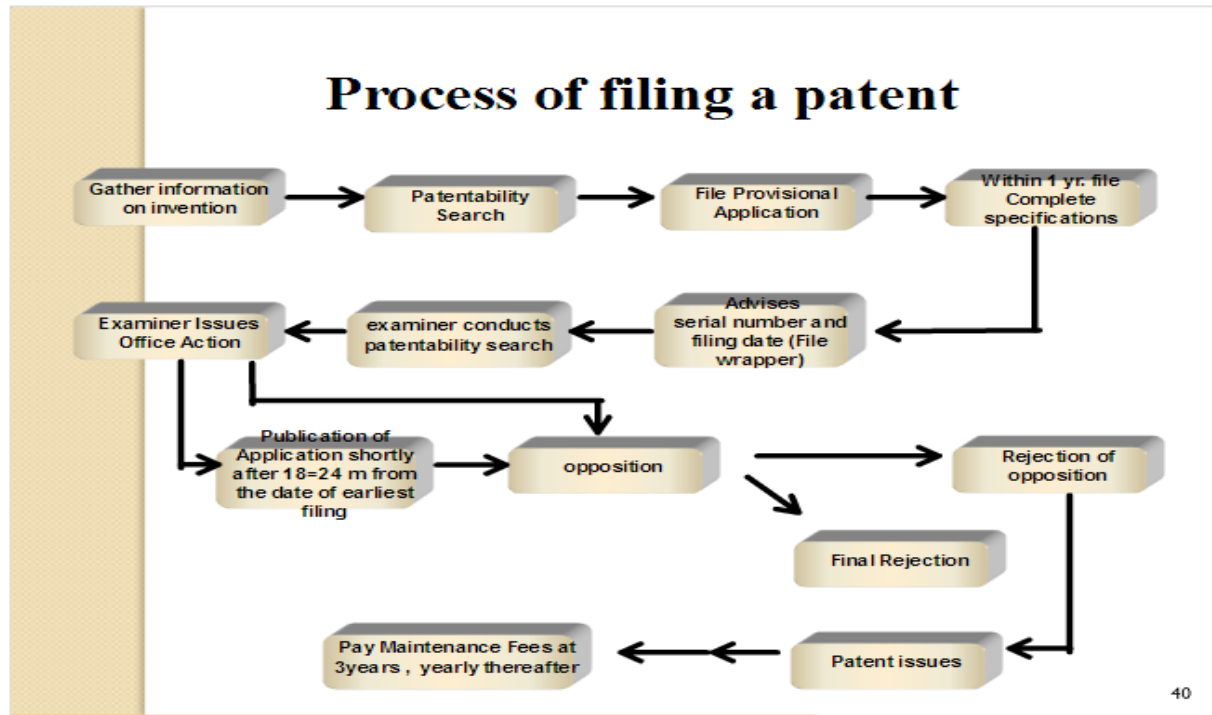 Process of filing a patent
Gather information
on invention
Patentability
Search
File Provisional
Application
Within 1 yr. file
Complete
specifications
Examiner Issues
Office Action
examiner conducts
patentability search
Advises
serial number and
filing date (File
wrapper)
Publication of
Application shortly
after 18=24 m from
the date of earliest
filing
opposition
Rejection of
opposition
Final Rejection
Pay Maintenance Fees at
3years , yearly thereafter
Patent issues
40